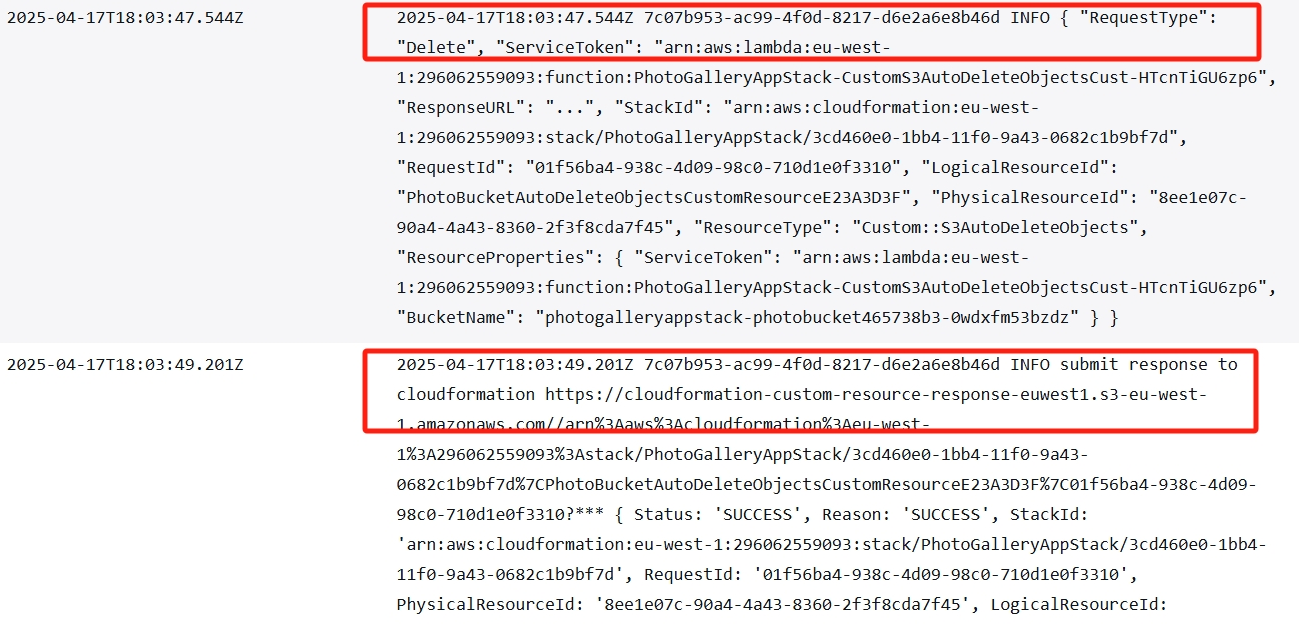 2025-04-17T18:03:47.544Z 2025-04-17T18:03:47.544Z 7c07b953-ac99-4f0d-8217-d6e2a6e8b46d INFO { "RequestType":
"Delete", "ServiceToken": "arn:aws:lambda:eu-west-
1:296062559093:function:PhotoGalleryAppStack-CustomS3AutoDeleteObjectsCust-HTcnTiGU6zp6",
"ResponseURL": "...", "StackId": "arn:aws:cloudformation:eu-west-
1:296062559093:stack/PhotoGalleryAppStack/3cd460e0-1bb4-11f0-9a43-0682c1b9bf7d",
"RequestId": "01f56ba4-938c-4d09-98c0-710d1e0f3310", "LogicalResourceId":
"PhotoBucketAutoDeleteObjectsCustomResourceE23A3D3F", "PhysicalResourceId": "8ee1e07c-
90a4-4a43-8360-2f3f8cda7f45", "ResourceType": "Custom::S3AutoDeleteObjects",
"ResourceProperties": { "ServiceToken": "arn:aws:lambda:eu-west-
1:296062559093:function:PhotoGalleryAppStack-CustomS3AutoDeleteObjectsCust-HTcnTiGU6zp6",
"BucketName": "photogalleryappstack-photobucket465738b3-0wdxfm53bzdz" } }
2025-04-17T18:03:49.201Z 2025-04-17T18:03:49.201Z 7c07b953-ac99-4f0d-8217-d6e2a6e8b46d INFO submit response to
cloudformation https://cloudformation-custom-resource-response-euwest1.s3-eu-west-
1.amazonaws.com//arn%3Aaws%3Acloudformation%3Aeu-west-
1%3A296062559093%3Astack/PhotoGalleryAppStack/3cd460e0-1bb4-11f0-9a43-
0682c1b9bf7d%7CPhotoBucketAutoDeleteObjectsCustomResourceE23A3D3F%7C01f56ba4-938c-4d09-
98c0-710d1e0f3310?*** { Status: 'SUCCESS', Reason: 'SUCCESS', StackId:
'arn:aws:cloudformation:eu-west-1:296062559093:stack/PhotoGalleryAppStack/3cd460e0-1bb4-
11f0-9a43-0682c1b9bf7d', RequestId: '01f56ba4-938c-4d09-98c0-710d1e0f3310',
PhysicalResourceId: '8ee1e07c-90a4-4a43-8360-2f3f8cda7f45', LogicalResourceId: